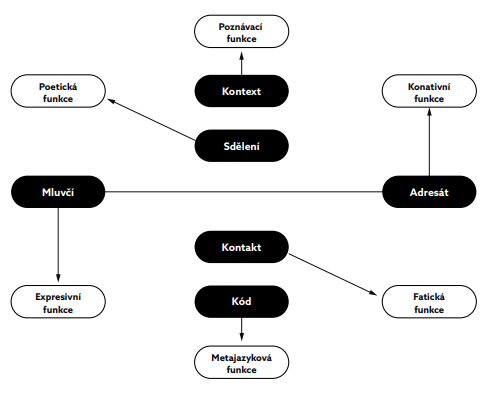 Poznávací
funkce
Poetická
funkce
Kontext
Konativní
funkce
Sdělení
Mluvčí
Adresát
Kontakt
Expresivní
funkce
Kód
Fatická
funkce
Metajazyková
funkce